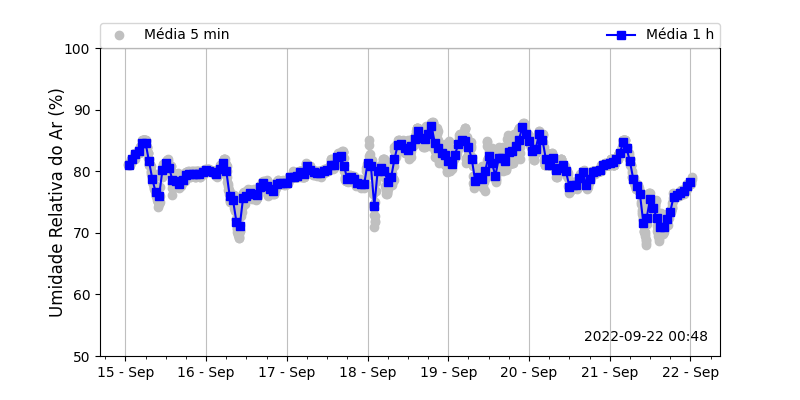 Média 5 min Média 1 h
Umidade Relativa do Ar (%)
100
90
80
70
60
50
2022-09-22 00:48
15 - Sep 16 - Sep 17 - Sep 18 - Sep 19 - Sep 20 - Sep 21 - Sep 22 - Sep